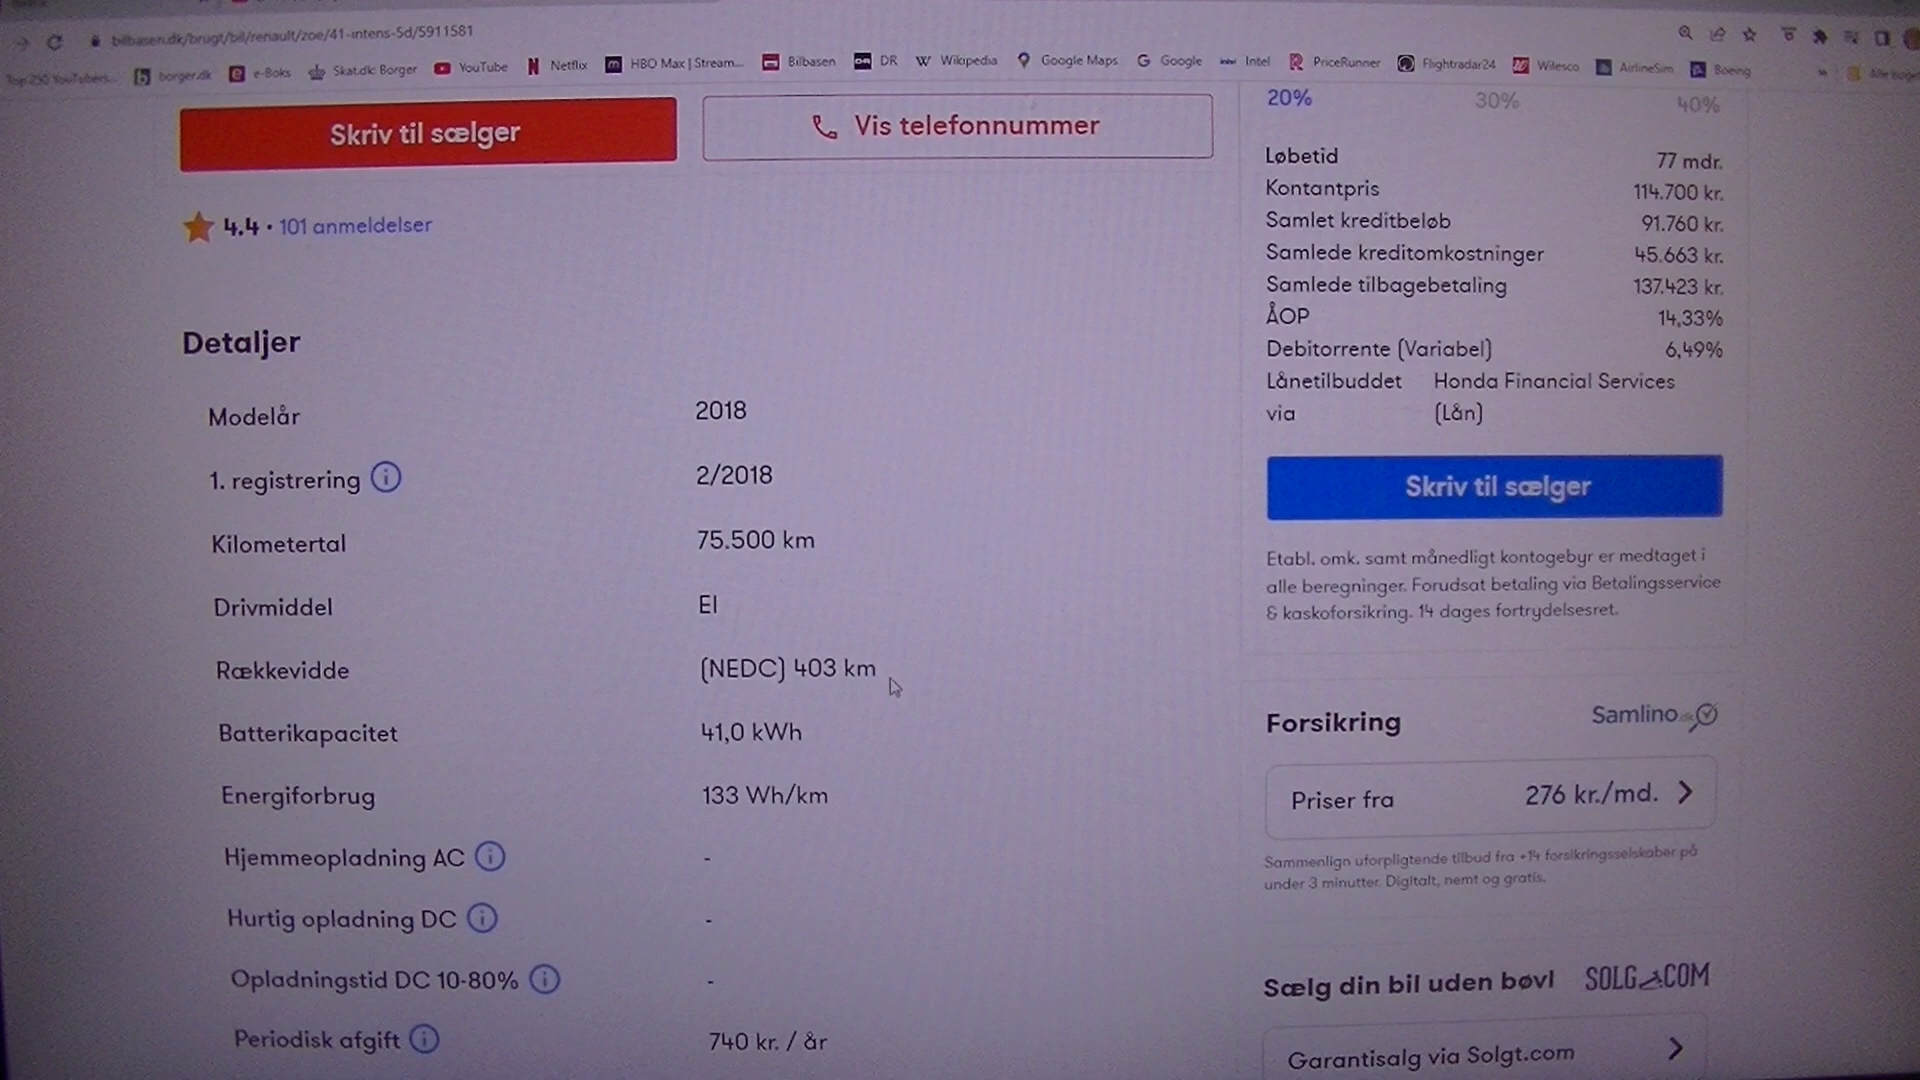 bilbasen.dk/brugt/bil/renault/zoe/41-intens-5d/5911581
borger.dk e-Boks Skat.dk: Borger YouTube Netflix HBO Max | Stream... Bilbasen DR Wikipedia Google Maps Google Intel PriceRunner Flightradar24 Wilesco AirlineSim Boeing »
Skriv til sælger
Vis telefonnummer
4.4 • 101 anmeldelser
Detaljer
Modelår 2018
1. registrering 2/2018
Kilometertal 75.500 km
Drivmiddel El
Rækkevidde (NEDC) 403 km
Batterikapacitet 41,0 kWh
Energiforbrug 133 Wh/km
Hjemmeopladning AC -
Hurtig opladning DC -
Opladningstid DC 10-80% -
Periodisk afgift 740 kr. / år
20% 30% 40%
Løbetid 77 mdr.
Kontantpris 114.700 kr.
Samlet kreditbeløb 91.760 kr.
Samlede kreditomkostninger 45.663 kr.
Samlede tilbagebetaling 137.423 kr.
ÅOP 14,33%
Debitorrente (Variabel) 6,49%
Lånetilbuddet Honda Financial Services
via (Lån)
Skriv til sælger
Etabl. omk. samt månedligt kontogebyr er medtaget i
alle beregninger. Forudsat betaling via Betalingsservice
& kaskoforsikring. 14 dages fortrydelsesret.
Forsikring Samlino.dk
Priser fra 276 kr./md.
Sammenlign uforpligtende tilbud fra +14 forsikringsselskaber på
under 3 minutter. Digitalt, nemt og gratis.
Sælg din bil uden bøvl SOLGT.COM
Garantisalg via Solgt.com